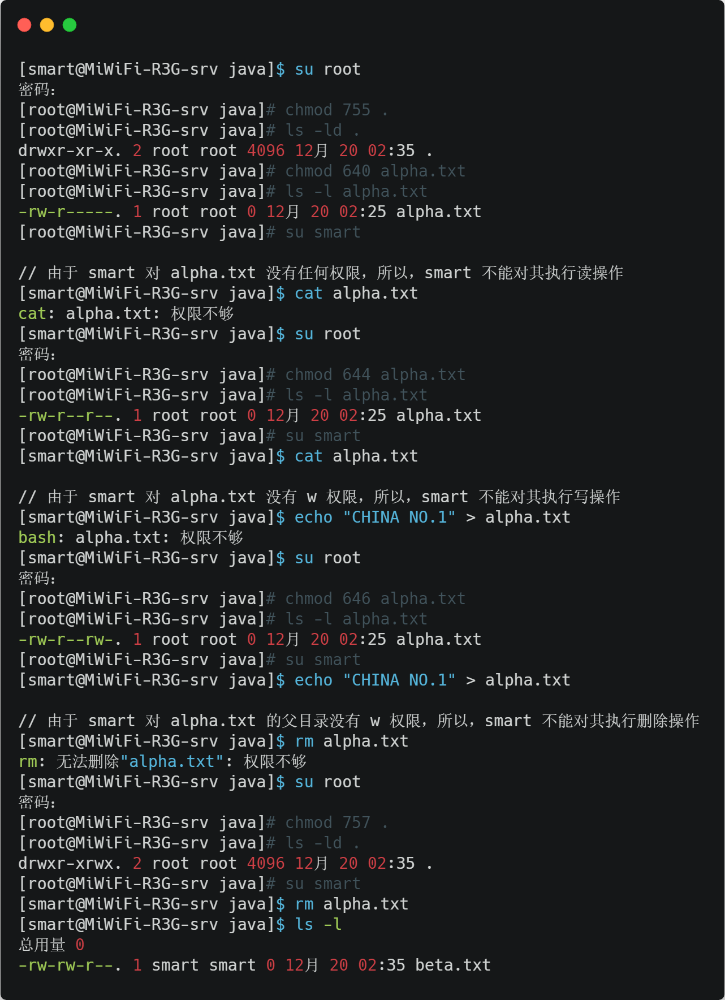 [smart@MiWiFi-R3G-srv java]$ su root
密码：
[root@MiWiFi-R3G-srv java]# chmod 755 .
[root@MiWiFi-R3G-srv java]# ls -ld .
drwxr-xr-x. 2 root root 4096 12月 20 02:35 .
[root@MiWiFi-R3G-srv java]# chmod 640 alpha.txt
[root@MiWiFi-R3G-srv java]# ls -l alpha.txt
-rw-r-----. 1 root root 0 12月 20 02:25 alpha.txt
[root@MiWiFi-R3G-srv java]# su smart
// 由于 smart 对 alpha.txt 没有任何权限，所以，smart 不能对其执行读操作
[smart@MiWiFi-R3G-srv java]$ cat alpha.txt
cat: alpha.txt: 权限不够
[smart@MiWiFi-R3G-srv java]$ su root
密码：
[root@MiWiFi-R3G-srv java]# chmod 644 alpha.txt
[root@MiWiFi-R3G-srv java]# ls -l alpha.txt
-rw-r--r--. 1 root root 0 12月 20 02:25 alpha.txt
[root@MiWiFi-R3G-srv java]# su smart
[smart@MiWiFi-R3G-srv java]$ cat alpha.txt
// 由于 smart 对 alpha.txt 没有 w 权限，所以，smart 不能对其执行写操作
[smart@MiWiFi-R3G-srv java]$ echo "CHINA NO.1" > alpha.txt
bash: alpha.txt: 权限不够
[smart@MiWiFi-R3G-srv java]$ su root
密码：
[root@MiWiFi-R3G-srv java]# chmod 646 alpha.txt
[root@MiWiFi-R3G-srv java]# ls -l alpha.txt
-rw-r--rw-. 1 root root 0 12月 20 02:25 alpha.txt
[root@MiWiFi-R3G-srv java]# su smart
[smart@MiWiFi-R3G-srv java]$ echo "CHINA NO.1" > alpha.txt
// 由于 smart 对 alpha.txt 的父目录没有 w 权限，所以，smart 不能对其执行删除操作
[smart@MiWiFi-R3G-srv java]$ rm alpha.txt
rm: 无法删除"alpha.txt": 权限不够
[smart@MiWiFi-R3G-srv java]$ su root
密码：
[root@MiWiFi-R3G-srv java]# chmod 757 .
[root@MiWiFi-R3G-srv java]# ls -ld .
drwxr-xrwx. 2 root root 4096 12月 20 02:35 .
[root@MiWiFi-R3G-srv java]# su smart
[smart@MiWiFi-R3G-srv java]$ rm alpha.txt
[smart@MiWiFi-R3G-srv java]$ ls -l
总用量 0
-rw-rw-r--. 1 smart smart 0 12月 20 02:35 beta.txt